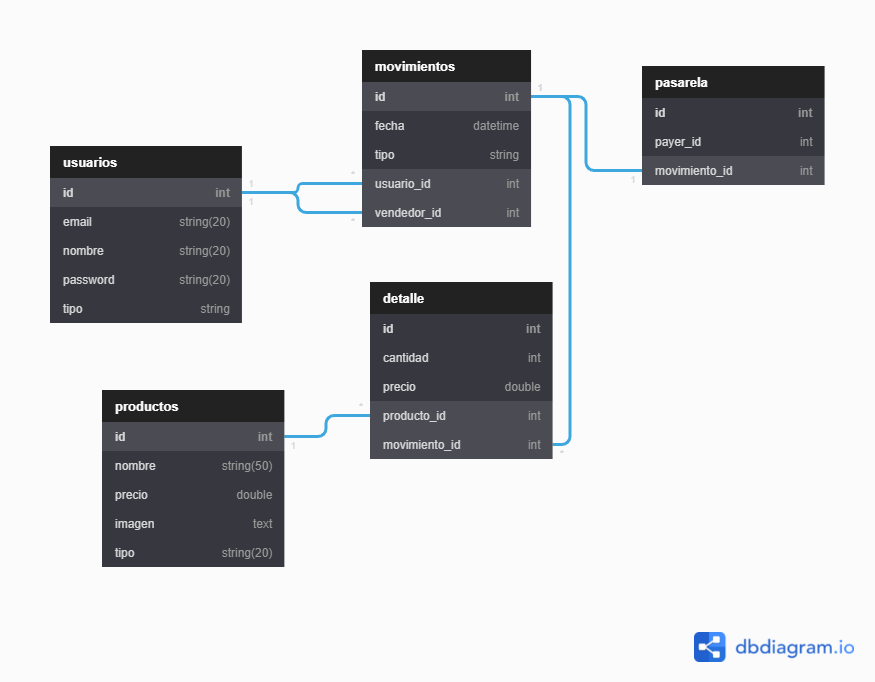 movimientos
id int
fecha datetime
tipo string
usuario_id int
vendedor_id int
pasarela
id int
payer_id int
movimiento_id int
usuarios
id int
email string(20)
nombre string(20)
password string(20)
tipo string
detalle
id int
cantidad int
precio double
producto_id int
movimiento_id int
productos
id int
nombre string(50)
precio double
imagen text
tipo string(20)
1
1
1
1
*
*
1
*
*
dbdiagram.io